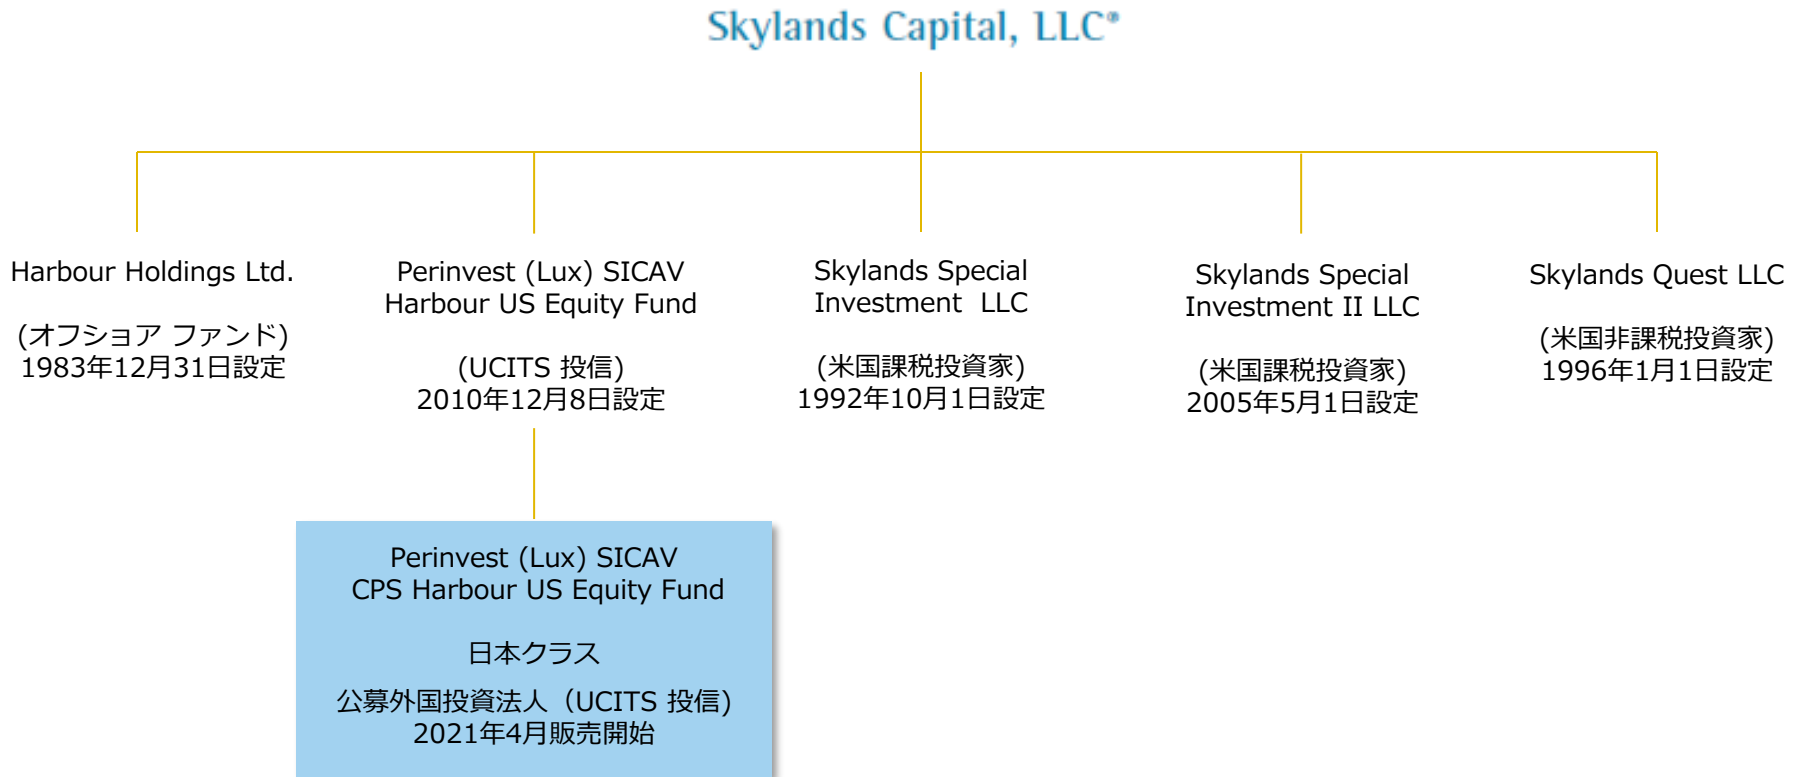 Skylands Capital, LLC®
Harbour Holdings Ltd.
(オフショア ファンド)
1983年12月31日設定
Perinvest (Lux) SICAV
Harbour US Equity Fund
(UCITS 投信)
2010年12月8日設定
Skylands Special
Investment LLC
(米国課税投資家)
1992年10月1日設定
Skylands Special
Investment II LLC
(米国課税投資家)
2005年5月1日設定
Skylands Quest LLC
(米国非課税投資家)
1996年1月1日設定
Perinvest (Lux) SICAV
CPS Harbour US Equity Fund
日本クラス
公募外国投資法人（UCITS 投信)
2021年4月販売開始